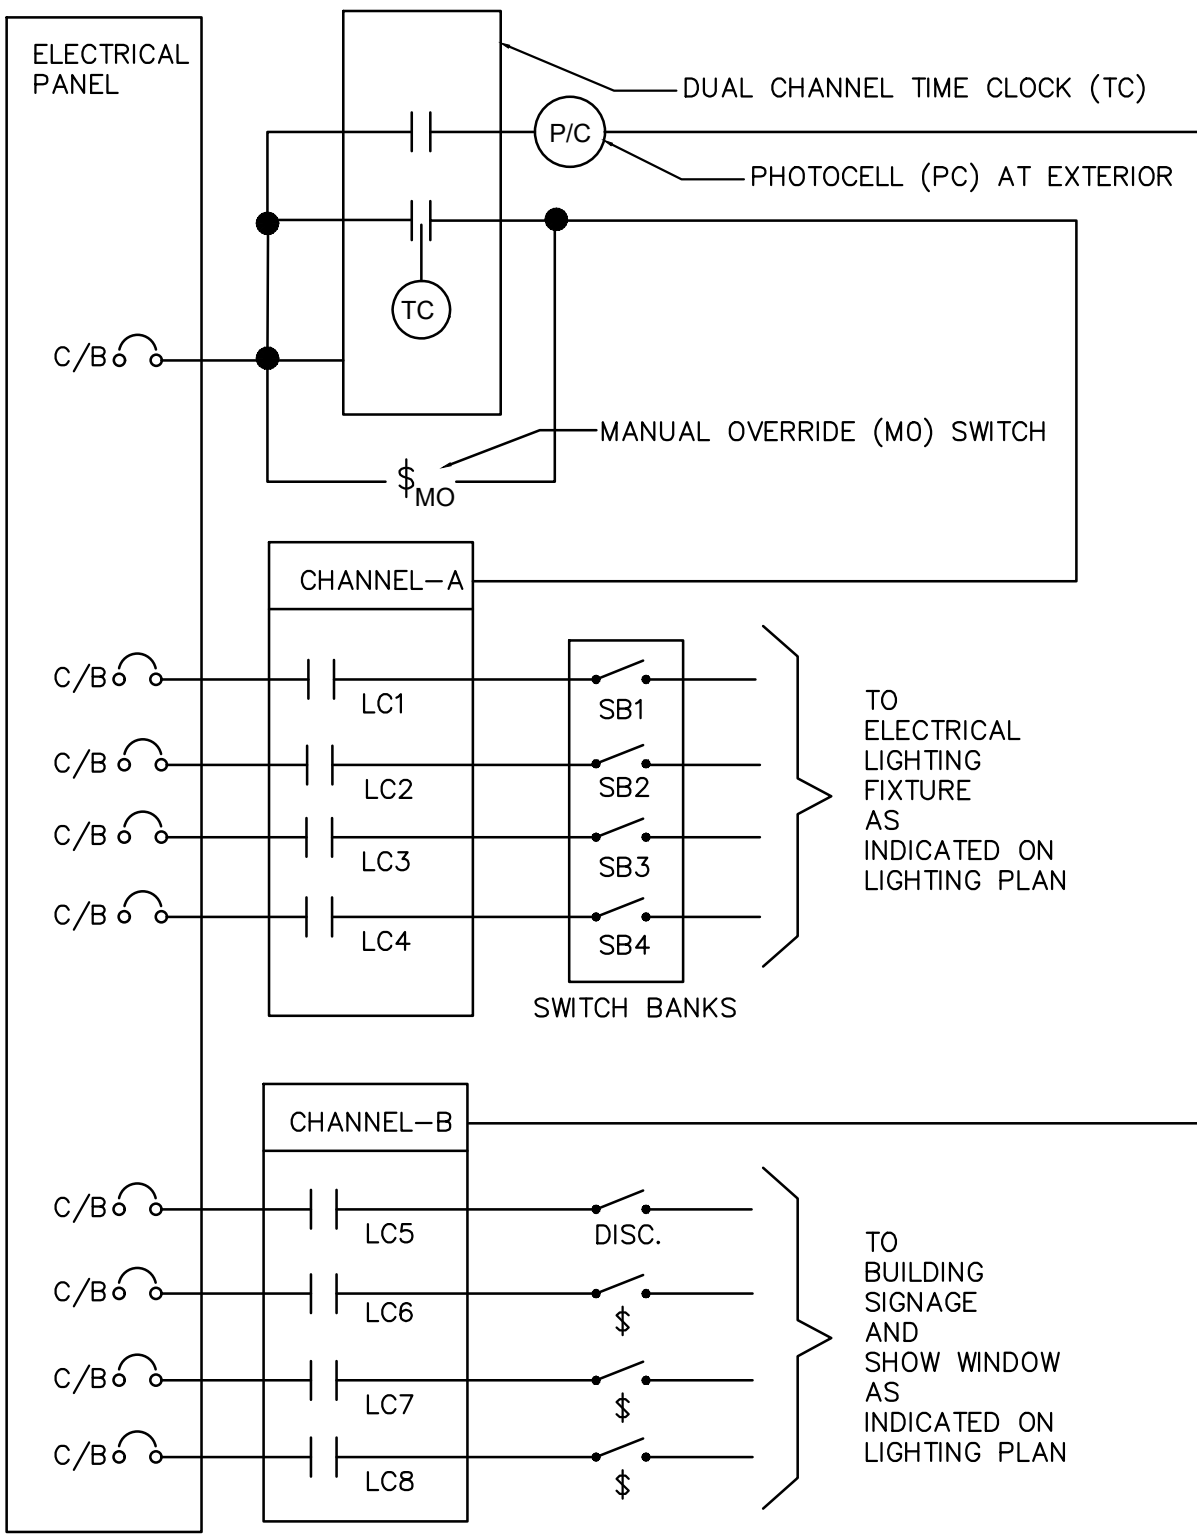 ELECTRICAL
PANEL
DUAL CHANNEL TIME CLOCK (TC)
P/C
PHOTOCELL (PC) AT EXTERIOR
TC
C/B
MANUAL OVERRIDE (MO) SWITCH
$MO
CHANNEL-A
C/B
LC1
SB1
C/B
LC2
SB2
C/B
LC3
SB3
C/B
LC4
SB4
SWITCH BANKS
TO
ELECTRICAL
LIGHTING
FIXTURE
AS
INDICATED ON
LIGHTING PLAN
CHANNEL-B
C/B
LC5
DISC.
C/B
LC6
$
C/B
LC7
$
C/B
LC8
$
TO
BUILDING
SIGNAGE
AND
SHOW WINDOW
AS
INDICATED ON
LIGHTING PLAN